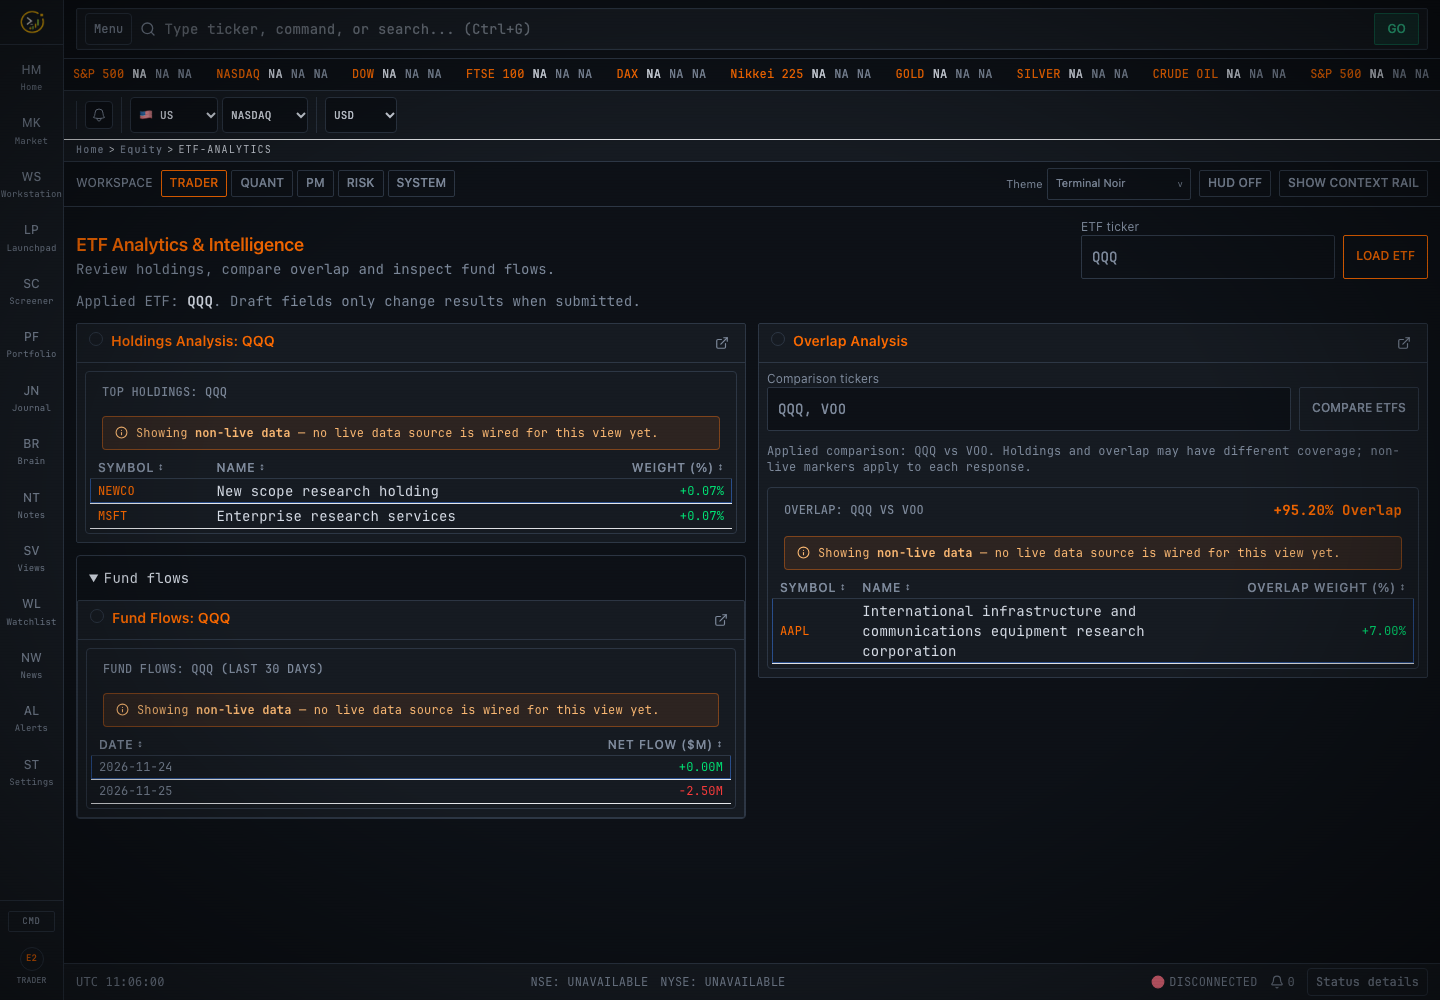 Menu
Type ticker, command, or search... (Ctrl+G)
GO
S&P 500 NA NA NA
NASDAQ NA NA NA
DOW NA NA NA
FTSE 100 NA NA NA
DAX NA NA NA
Nikkei 225 NA NA NA
GOLD NA NA NA
SILVER NA NA NA
CRUDE OIL NA NA NA
S&P 500 NA NA NA
US
NASDAQ
USD
Home > Equity > ETF-ANALYTICS
WORKSPACE
TRADER
QUANT
PM
RISK
SYSTEM
Theme
Terminal Noir
HUD OFF
SHOW CONTEXT RAIL
HM
Home
MK
Market
WS
Workstation
LP
Launchpad
SC
Screener
PF
Portfolio
JN
Journal
BR
Brain
NT
Notes
SV
Views
WL
Watchlist
NW
News
AL
Alerts
ST
Settings
CMD
E2
TRADER
ETF Analytics & Intelligence
Review holdings, compare overlap and inspect fund flows.
ETF ticker
QQQ
LOAD ETF
Applied ETF: QQQ. Draft fields only change results when submitted.
Holdings Analysis: QQQ
TOP HOLDINGS: QQQ
Showing non-live data — no live data source is wired for this view yet.
SYMBOL NAME WEIGHT (%)
NEWCO New scope research holding +0.07%
MSFT Enterprise research services +0.07%
Fund flows
Fund Flows: QQQ
FUND FLOWS: QQQ (LAST 30 DAYS)
Showing non-live data — no live data source is wired for this view yet.
DATE NET FLOW ($M)
2026-11-24 +0.00M
2026-11-25 -2.50M
Overlap Analysis
Comparison tickers
QQQ, VOO
COMPARE ETFS
Applied comparison: QQQ vs VOO. Holdings and overlap may have different coverage; non-
live markers apply to each response.
OVERLAP: QQQ VS VOO
+95.20% Overlap
Showing non-live data — no live data source is wired for this view yet.
SYMBOL NAME OVERLAP WEIGHT (%)
AAPL International infrastructure and
communications equipment research
corporation
+7.00%
UTC 11:06:00
NSE: UNAVAILABLE NYSE: UNAVAILABLE
DISCONNECTED
0
Status details